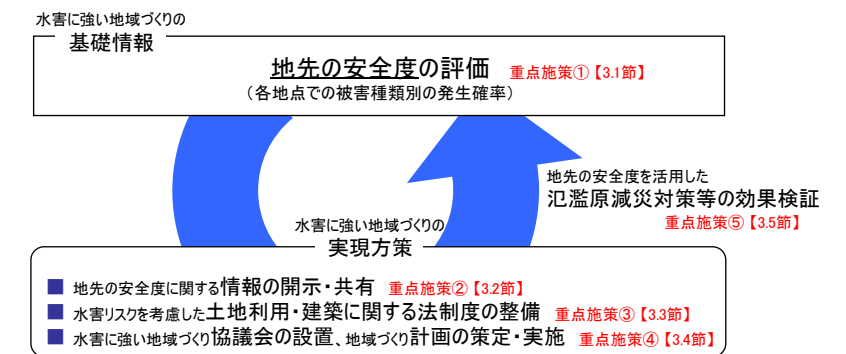 水害に強い地域づくりの
基礎情報
地先の安全度の評価 重点施策①【3.1節】
(各地点での被害種類別の発生確率)
地先の安全度を活用した
氾濫原減災対策等の効果検証
重点施策⑤【3.5節】
水害に強い地域づくりの
実現方策
■ 地先の安全度に関する情報の開示・共有 重点施策②【3.2節】
■ 水害リスクを考慮した土地利用・建築に関する法制度の整備 重点施策③【3.3節】
■ 水害に強い地域づくり協議会の設置、地域づくり計画の策定・実施 重点施策④【3.4節】